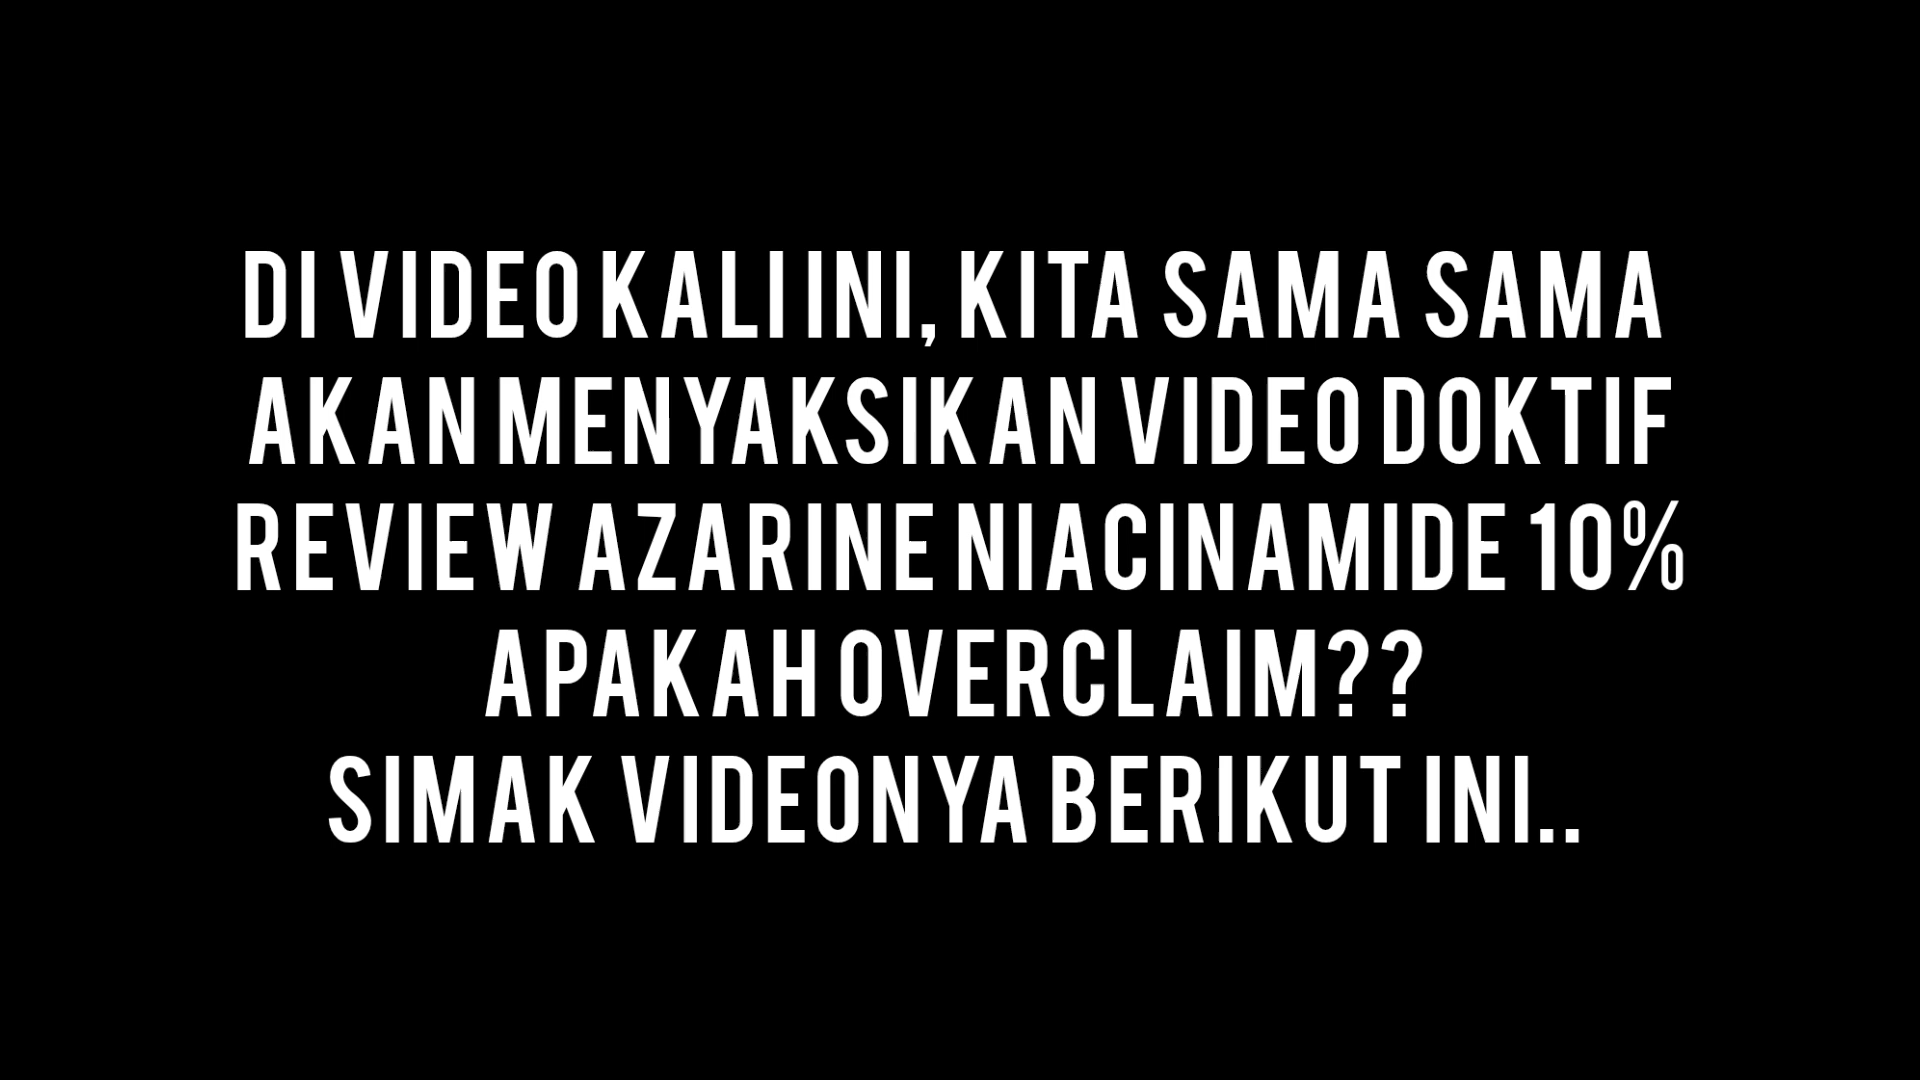 DI VIDEO KALI INI, KITA SAMA SAMA
AKAN MENYAKSIKAN VIDEO DOKTIF
REVIEW AZARINE NIACINAMIDE 10%
APAKAH OVERCLAIM??
SIMAK VIDEONYA BERIKUT INI..